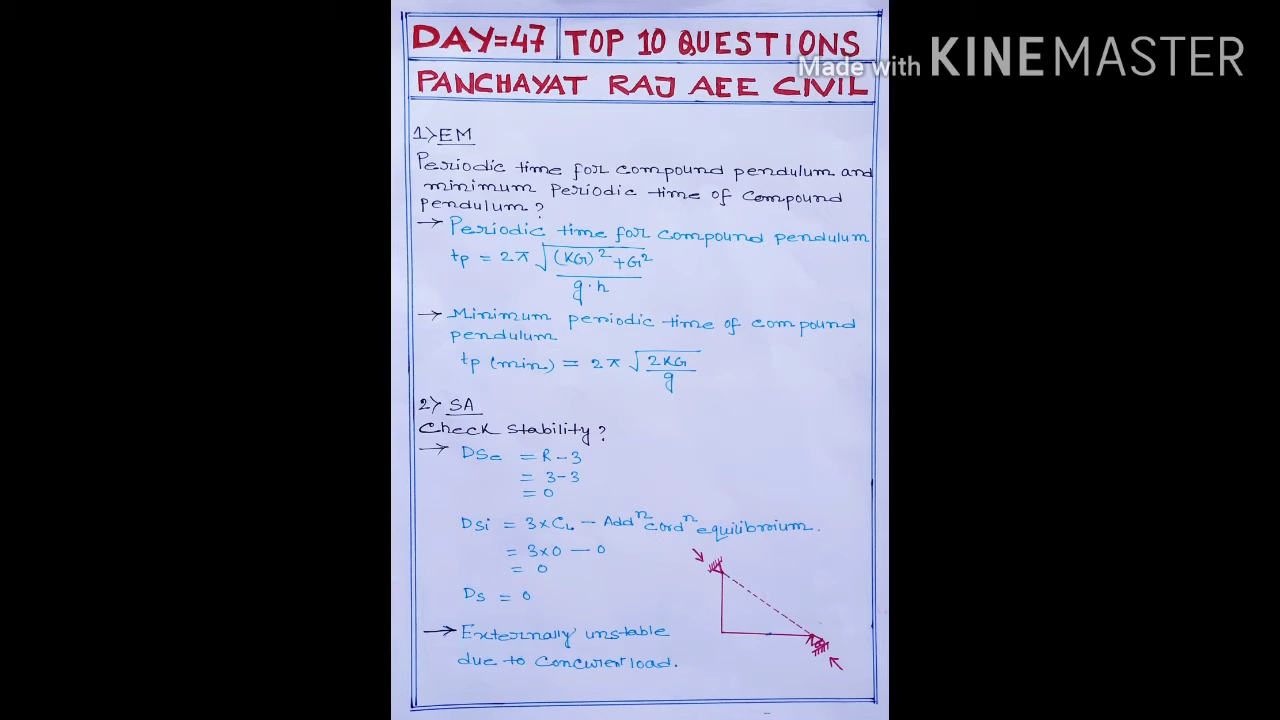 DAY=47 TOP 10 QUESTIONS
Made with KINEMASTER
PANCHAYAT RAJ AEE CIVIL
1) EM
Periodic time for compound pendulum and
minimum periodic time of compound
pendulum?
→ Periodic time for compound pendulum
tp = 2π √((KG)² + G²
g·h
→ Minimum periodic time of compound
pendulum
tp (min) = 2π √2KG
g
2) SA
Check stability?
→ DSe = R-3
= 3-3
= 0
DSi = 3×CL - Addⁿ condⁿ equilibrium.
= 3×0 — 0
= 0
Ds = 0
→ Externally unstable
due to concurrent load.